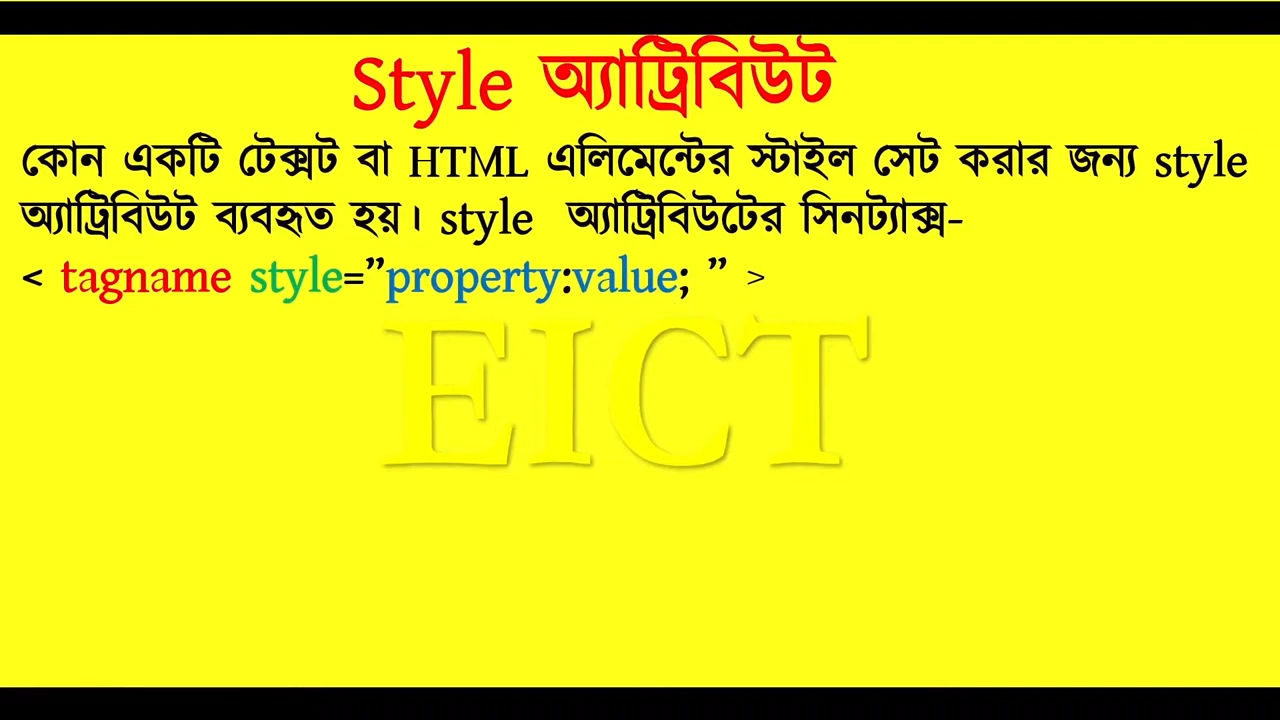 Style অ্যাট্রিবিউট
কোন একটি টেক্সট বা HTML এলিমেন্টের স্টাইল সেট করার জন্য style
অ্যাট্রিবিউট ব্যবহৃত হয়। style অ্যাট্রিবিউটের সিনট্যাক্স-
< tagname style=”property:value; ” >
EICT